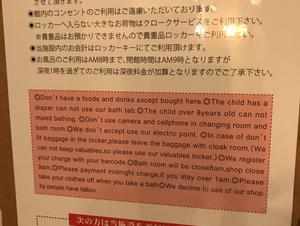 させて頂きます。
◉館内のコンセントのご利用はご遠慮いただいております。
◉ロッカーへ入らない大きなお荷物はクロークサービスをご利用下さい。
※貴重品はお預かりできませんので貴重品ロッカーをご利用下さい。
◉当施設内のお会計はロッカーキーにてご利用頂けます。
◉お風呂のご利用はAM8時まで、閉館時間はAM9時となりますが
深夜1時を過ぎてのご利用は深夜料金が加算となりますのでご了承下さい。
◎Don't have a foods and drinks except bought here.◎The child has a
diaper can not use our bath tab.◎The child over 8years old can not
mixed bathing.◎Don't use camera and cellphone in changing room and
bath room.◎We don't accept use our electric point.◎In case of don't
fit baggage in the locker,please leave the baggage with cloak room.(We
can not keep valuables,so please use our valuables locker.)◎We register
your charge with your barcode.◎Bath room will be close8am,shop close
9am.◎Please payment midnight charge,if you stay over 1am.◎Please
take your clothes off when you take a bath◎We decline to use of our shop
by people have tattoo.
次の方は当施設